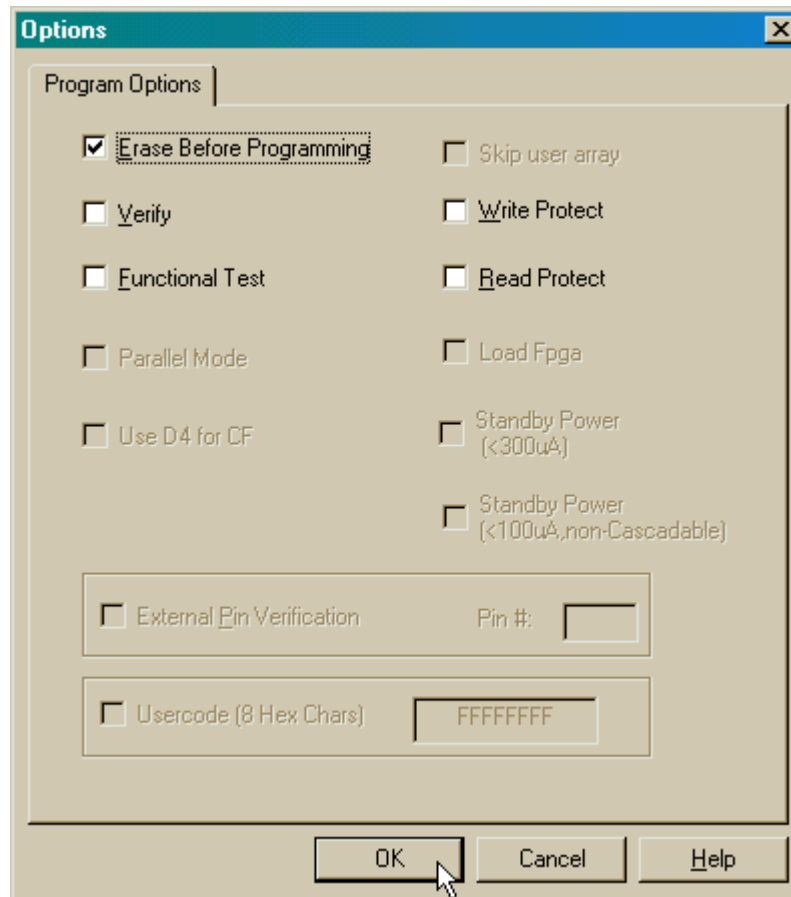 Options
Program Options
Erase Before Programming
Skip user array
Verify
Write Protect
Functional Test
Read Protect
Parallel Mode
Load Fpga
Use D4 for CF
Standby Power
(<300uA)
Standby Power
(<100uA,non-Cascadable)
External Pin Verification
Pin #:
Usercode (8 Hex Chars)
FFFFFFFF
OK
Cancel
Help